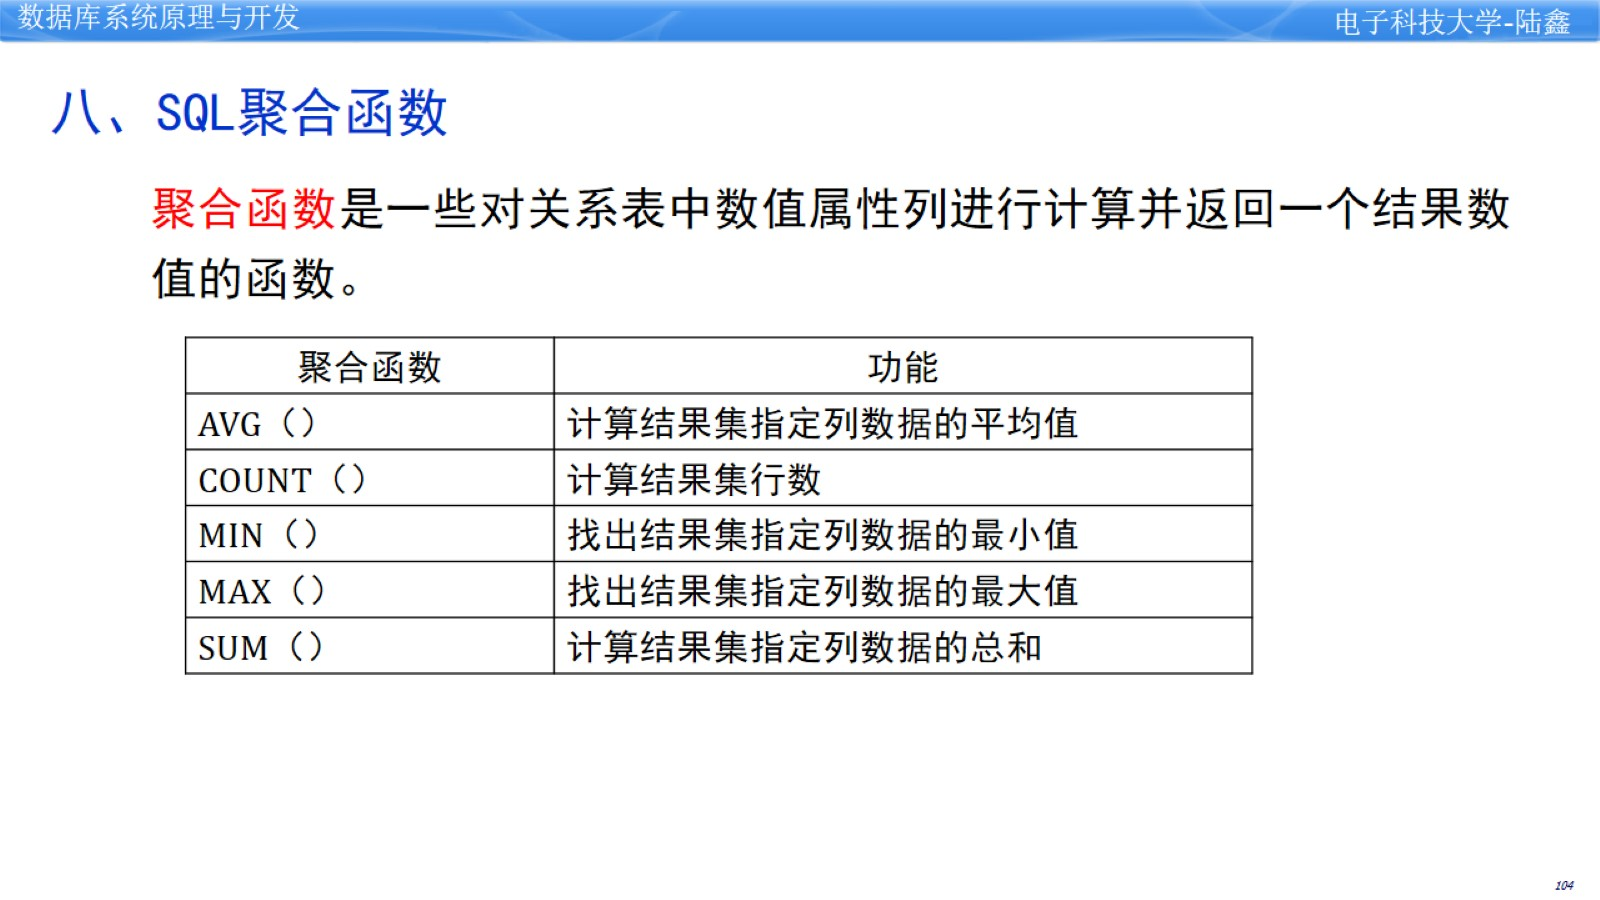 数据库系统原理与开发
电子科技大学-陆鑫
八、SQL聚合函数
聚合函数是一些对关系表中数值属性列进行计算并返回一个结果数
值的函数。
聚合函数 功能
AVG（） 计算结果集指定列数据的平均值
COUNT（） 计算结果集行数
MIN（） 找出结果集指定列数据的最小值
MAX（） 找出结果集指定列数据的最大值
SUM（） 计算结果集指定列数据的总和
104